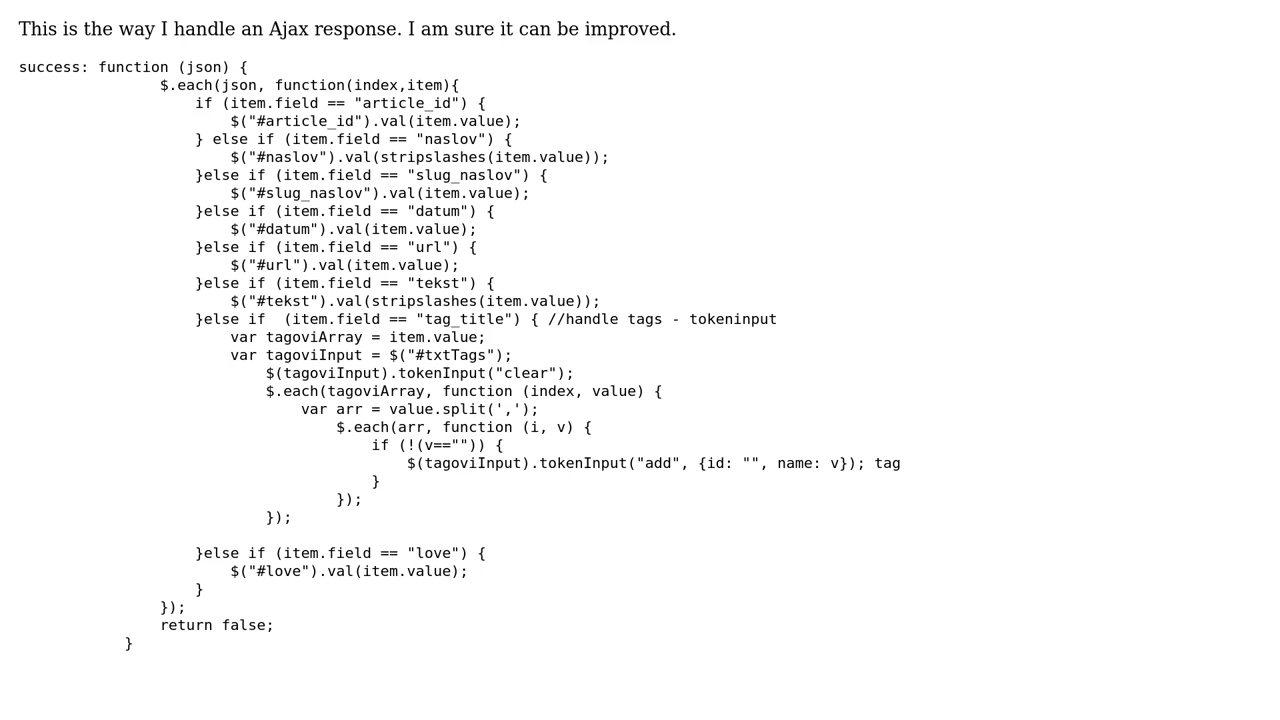 This is the way I handle an Ajax response. I am sure it can be improved.
success: function (json) {
                $.each(json, function(index,item){
                    if (item.field == "article_id") {
                        $("#article_id").val(item.value);
                    } else if (item.field == "naslov") {
                        $("#naslov").val(stripslashes(item.value));
                    }else if (item.field == "slug_naslov") {
                        $("#slug_naslov").val(item.value);
                    }else if (item.field == "datum") {
                        $("#datum").val(item.value);
                    }else if (item.field == "url") {
                        $("#url").val(item.value);
                    }else if (item.field == "tekst") {
                        $("#tekst").val(stripslashes(item.value));
                    }else if  (item.field == "tag_title") { //handle tags - tokeninput
                        var tagoviArray = item.value;
                        var tagoviInput = $("#txtTags");
                            $(tagoviInput).tokenInput("clear");
                            $.each(tagoviArray, function (index, value) {
                                var arr = value.split(',');
                                    $.each(arr, function (i, v) {
                                        if (!(v=="")) {
                                            $(tagoviInput).tokenInput("add", {id: "", name: v}); tag
                                        }
                                    });
                            });

                    }else if (item.field == "love") {
                        $("#love").val(item.value);
                    }
                });
                return false;
            }